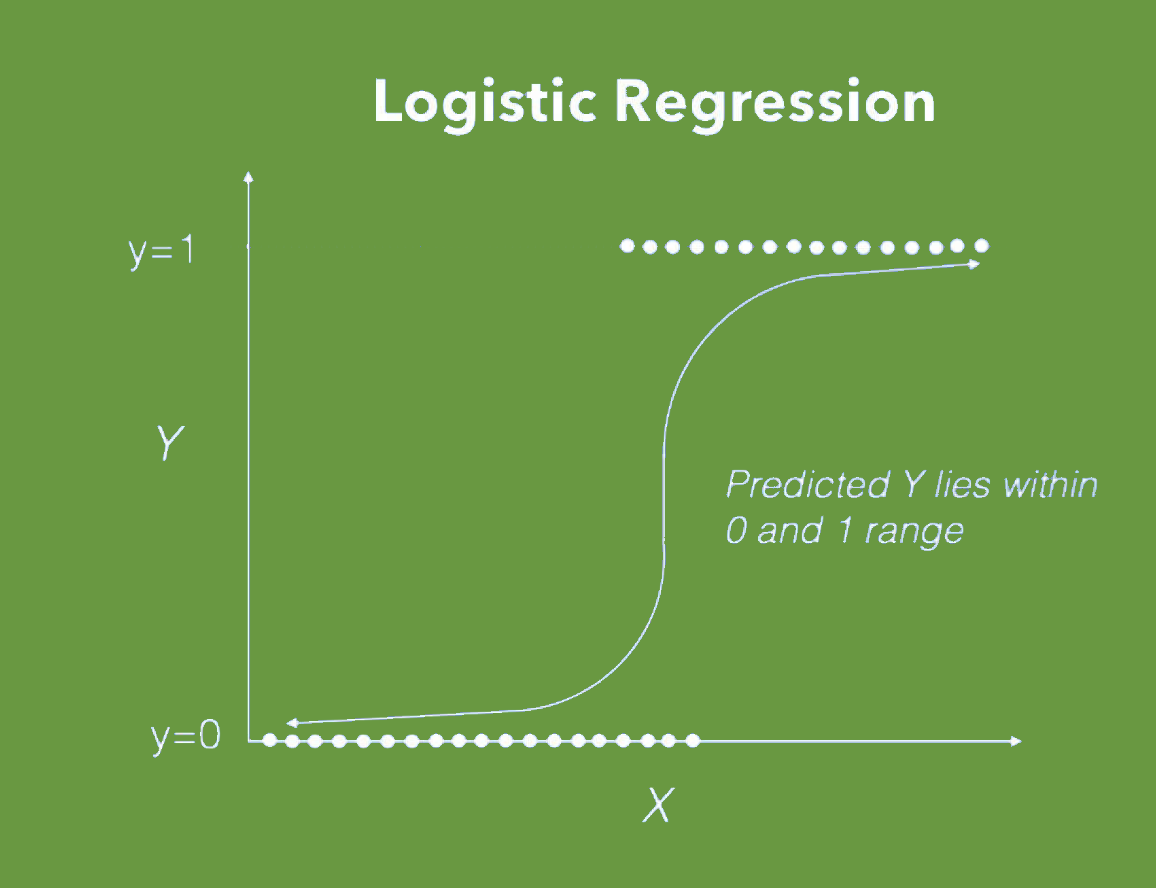 Logistic Regression
y=1
Y
Predicted Y lies within
0 and 1 range
y=0
X